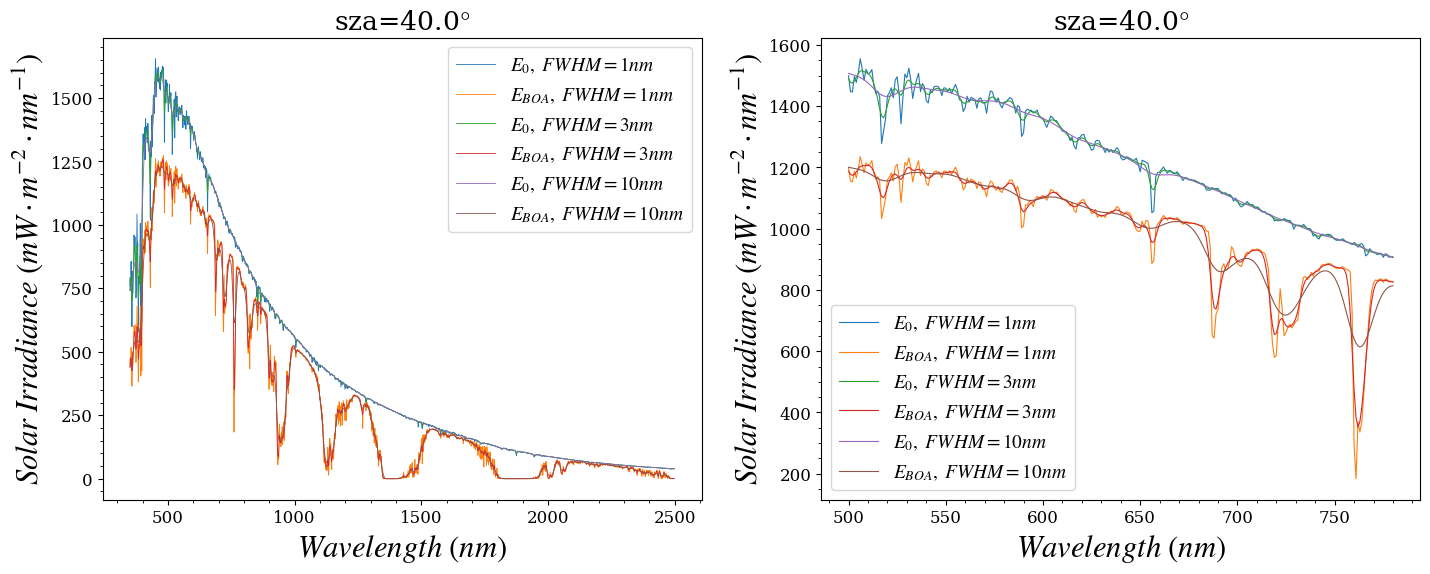 sza=40.0°
Solar Irradiance (mW · m⁻² · nm⁻¹)
1500
1250
1000
750
500
250
0
E₀, FWHM = 1nm
E_BOA, FWHM = 1nm
E₀, FWHM = 3nm
E_BOA, FWHM = 3nm
E₀, FWHM = 10nm
E_BOA, FWHM = 10nm
500 1000 1500 2000 2500
Wavelength (nm)
sza=40.0°
Solar Irradiance (mW · m⁻² · nm⁻¹)
1600
1400
1200
1000
800
600
400
200
E₀, FWHM = 1nm
E_BOA, FWHM = 1nm
E₀, FWHM = 3nm
E_BOA, FWHM = 3nm
E₀, FWHM = 10nm
E_BOA, FWHM = 10nm
500 550 600 650 700 750
Wavelength (nm)